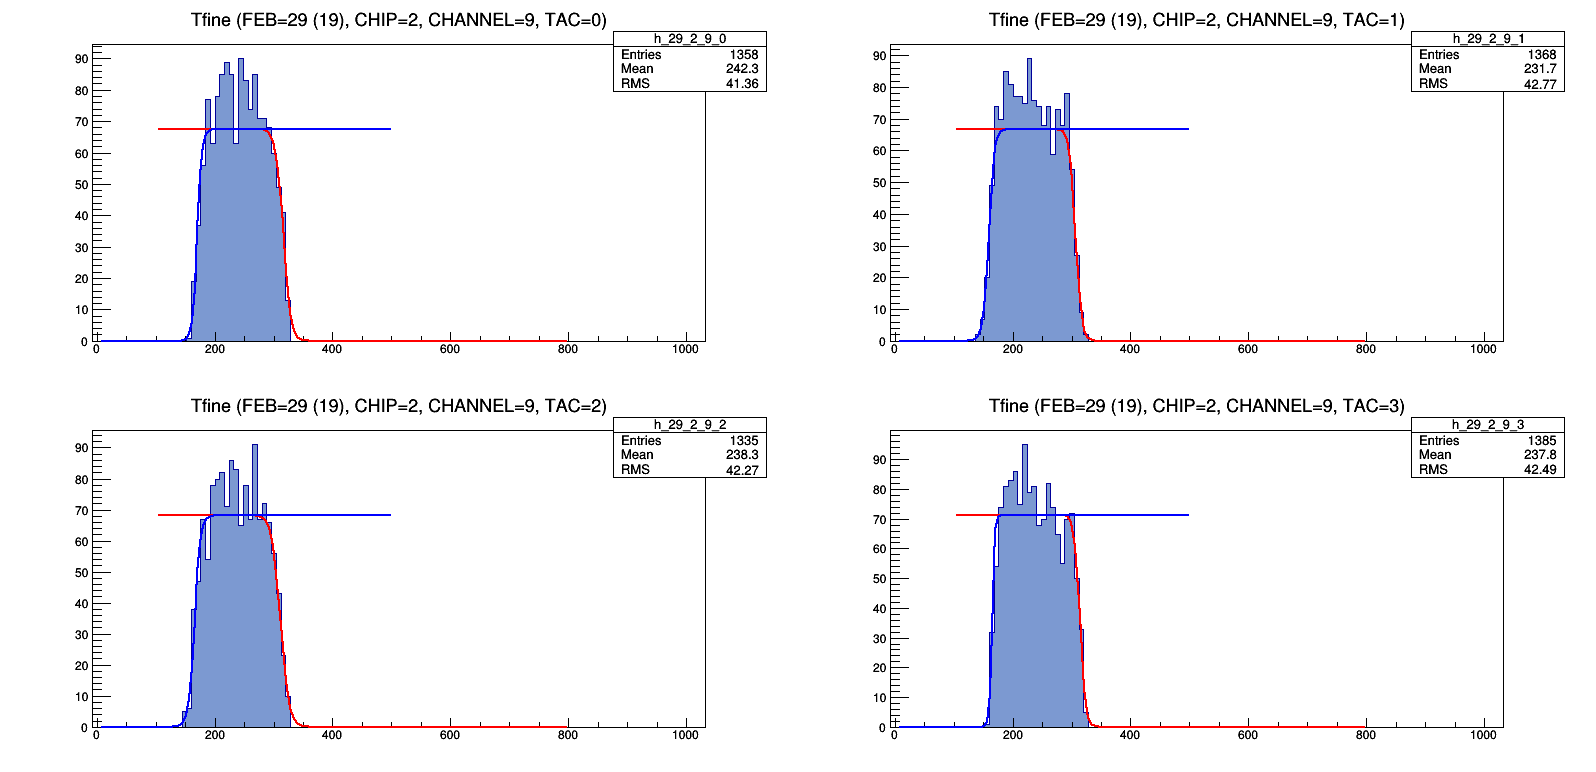 Tfine (FEB=29 (19), CHIP=2, CHANNEL=9, TAC=0)
h_29_2_9_0
Entries 1358
Mean 242.3
RMS 41.36
90
80
70
60
50
40
30
20
10
0
0 200 400 600 800 1000
Tfine (FEB=29 (19), CHIP=2, CHANNEL=9, TAC=1)
h_29_2_9_1
Entries 1368
Mean 231.7
RMS 42.77
90
80
70
60
50
40
30
20
10
0
0 200 400 600 800 1000
Tfine (FEB=29 (19), CHIP=2, CHANNEL=9, TAC=2)
h_29_2_9_2
Entries 1335
Mean 238.3
RMS 42.27
90
80
70
60
50
40
30
20
10
0
0 200 400 600 800 1000
Tfine (FEB=29 (19), CHIP=2, CHANNEL=9, TAC=3)
h_29_2_9_3
Entries 1385
Mean 237.8
RMS 42.49
90
80
70
60
50
40
30
20
10
0
0 200 400 600 800 1000